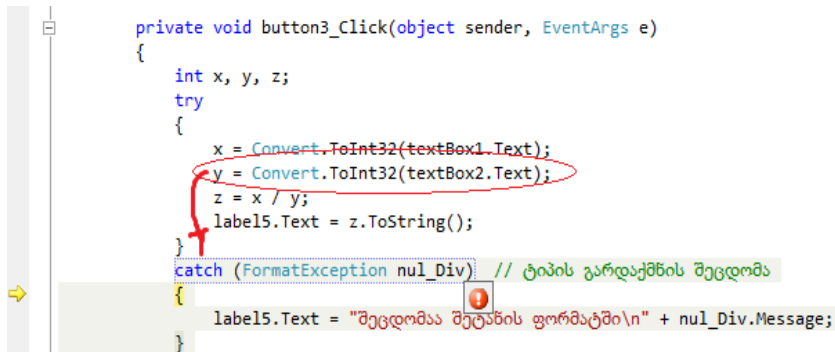 private void button3_Click(object sender, EventArgs e)
{
int x, y, z;
try
{
x = Convert.ToInt32(textBox1.Text);
y = Convert.ToInt32(textBox2.Text);
z = x / y;
label5.Text = z.ToString();
}
catch (FormatException nul_Div)  // ტიპის გარდაქმნის შეცდომა
{
label5.Text = "შეცდომაა შეტანის ფორმატში\n" + nul_Div.Message;
}